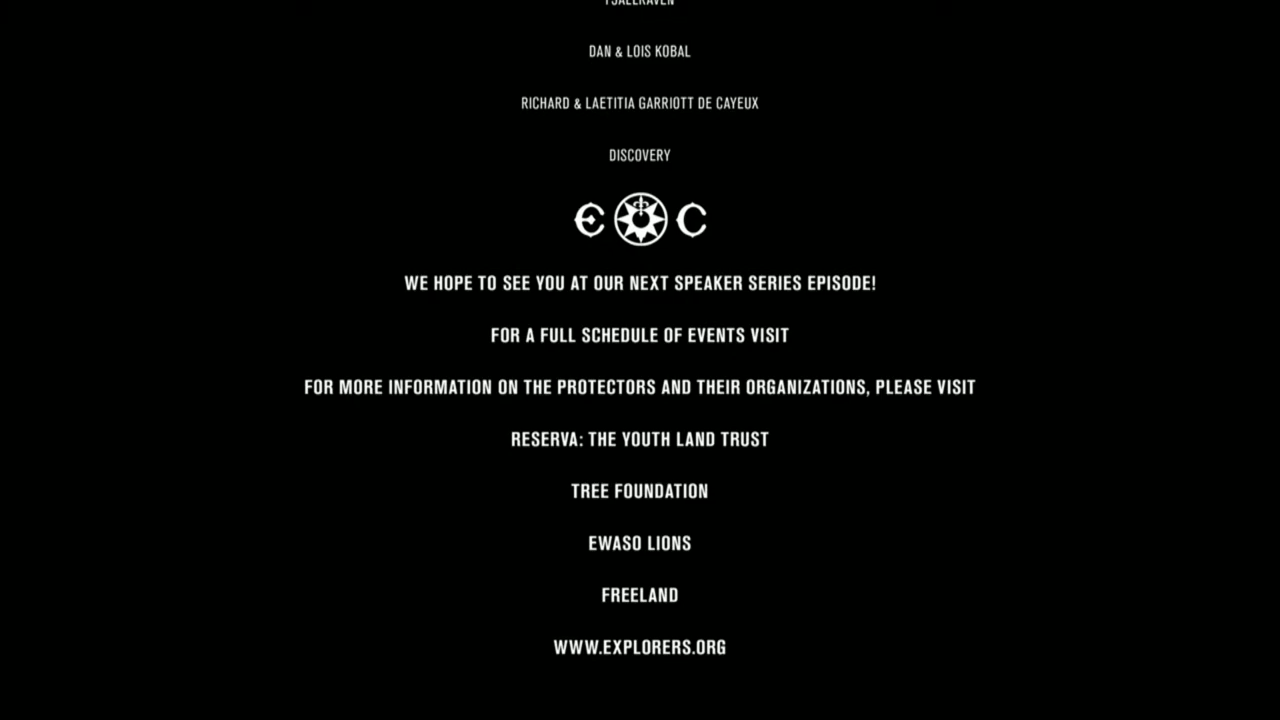 DAN & LOIS KOBAL
RICHARD & LAETITIA GARRIOTT DE CAYEUX
DISCOVERY
E C
WE HOPE TO SEE YOU AT OUR NEXT SPEAKER SERIES EPISODE!
FOR A FULL SCHEDULE OF EVENTS VISIT
FOR MORE INFORMATION ON THE PROTECTORS AND THEIR ORGANIZATIONS, PLEASE VISIT
RESERVA: THE YOUTH LAND TRUST
TREE FOUNDATION
EWASO LIONS
FREELAND
WWW.EXPLORERS.ORG